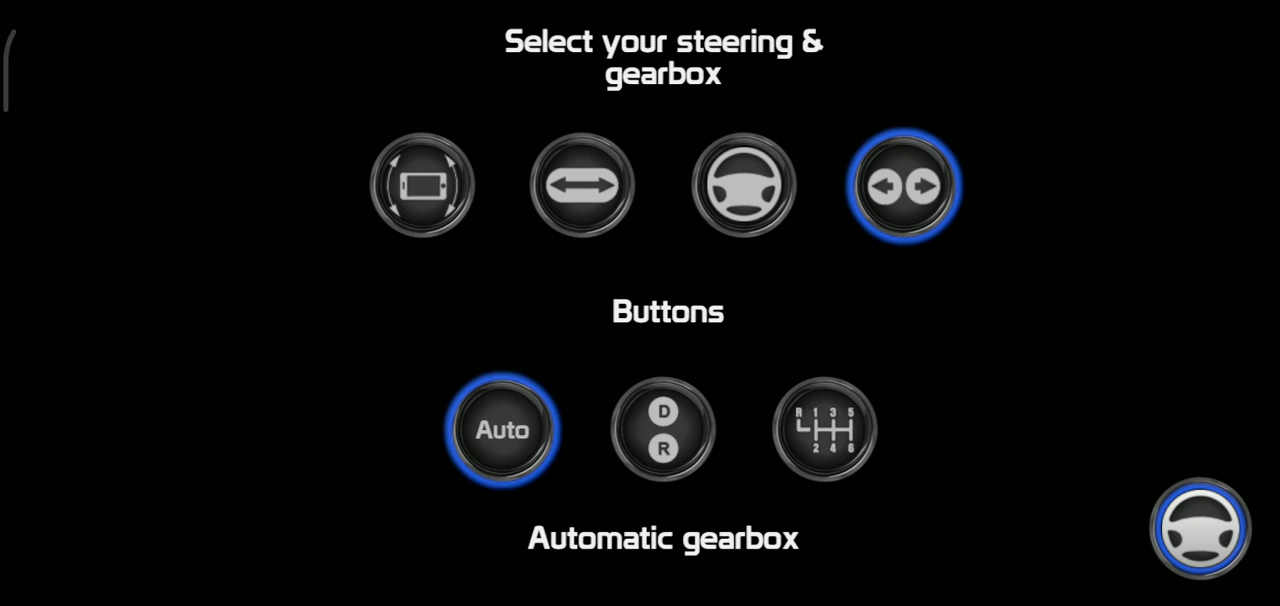 Select your steering &
gearbox
Buttons
Auto
D
R
R 1 3 5
2 4 6
Automatic gearbox